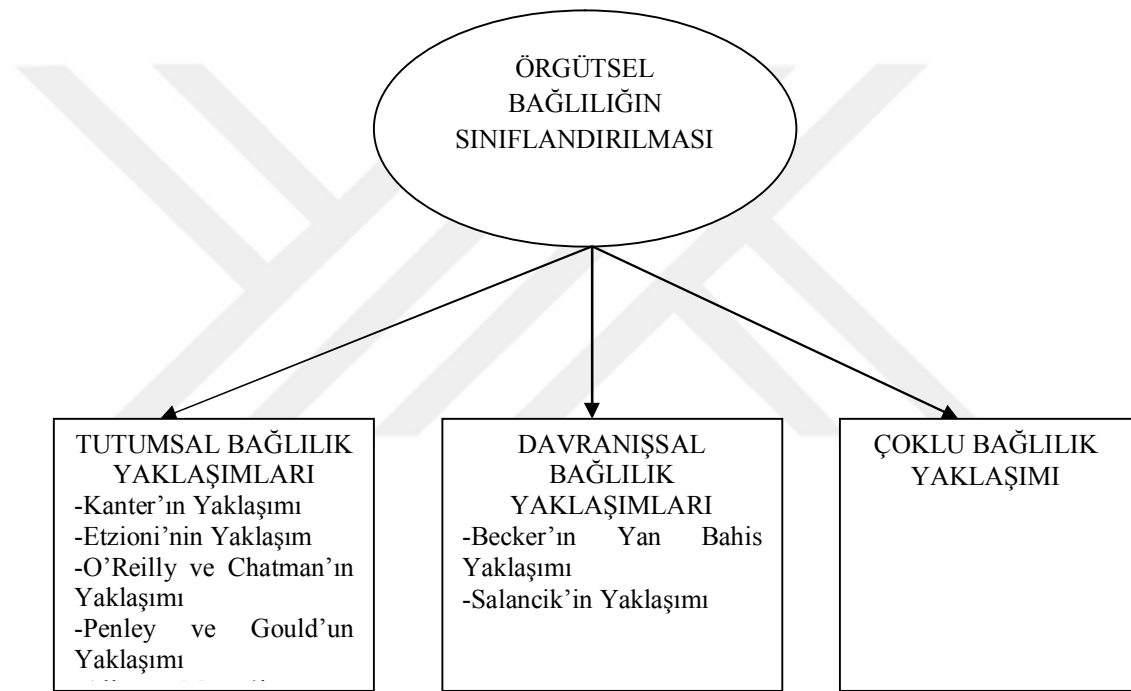 ÖRGÜTSEL
BAĞLILIĞIN
SINIFLANDIRILMASI
TUTUMSAL BAĞLILIK
YAKLAŞIMLARI
-Kanter’ın Yaklaşımı
-Etzioni’nin Yaklaşım
-O’Reilly ve Chatman’ın
Yaklaşımı
-Penley ve Gould’un
Yaklaşımı
DAVRANIŞSAL
BAĞLILIK
YAKLAŞIMLARI
-Becker’ın Yan Bahis
Yaklaşımı
-Salancik’in Yaklaşımı
ÇOKLU BAĞLILIK
YAKLAŞIMI